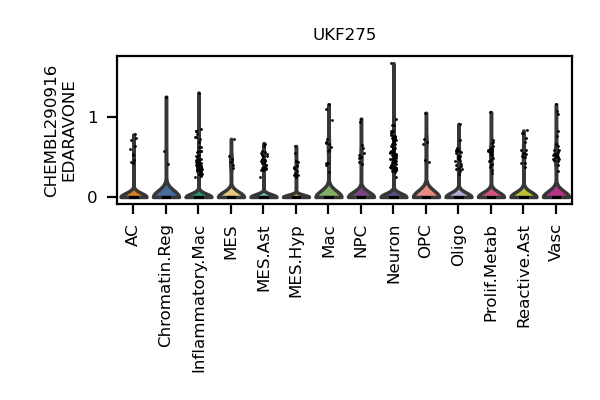 UKF275
CHEMBL290916
EDARAVONE
1
0
AC
Chromatin.Reg
Inflammatory.Mac
MES
MES.Ast
MES.Hyp
Mac
NPC
Neuron
OPC
Oligo
Prolif.Metab
Reactive.Ast
Vasc